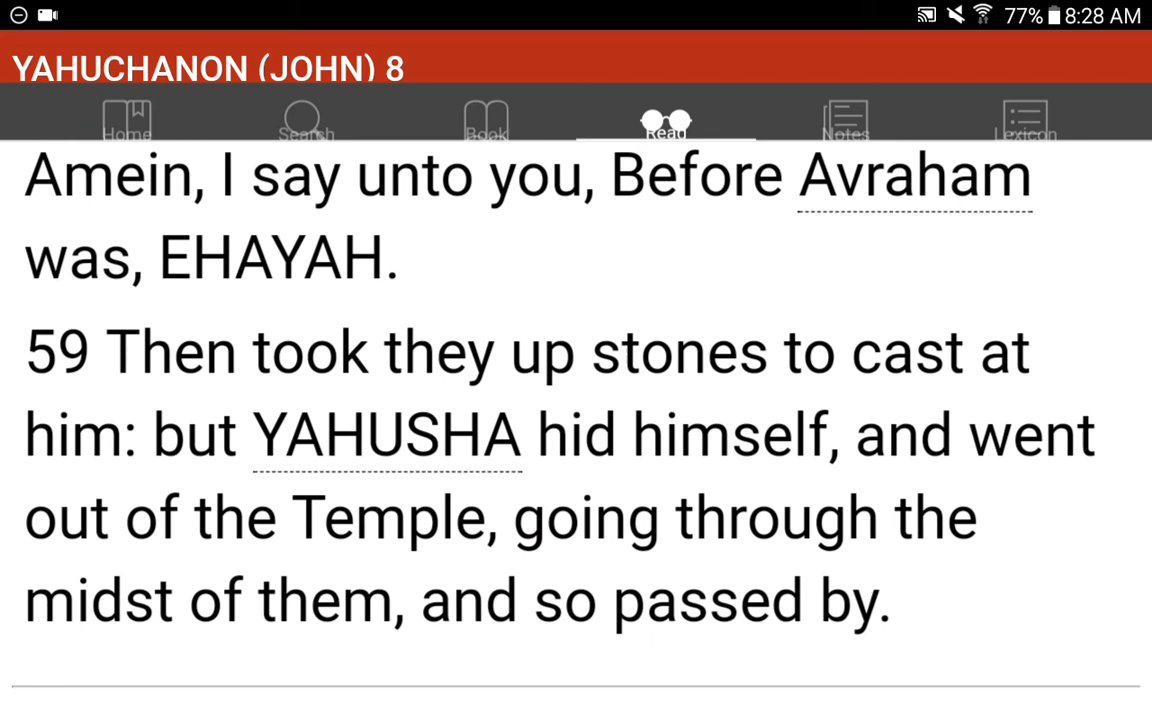 77% 8:28 AM
YAHUCHANON (JOHN) 8
Home Search Book Read Notes Lexicon
Amein, I say unto you, Before Avraham
was, EHAYAH.
59 Then took they up stones to cast at
him: but YAHUSHA hid himself, and went
out of the Temple, going through the
midst of them, and so passed by.